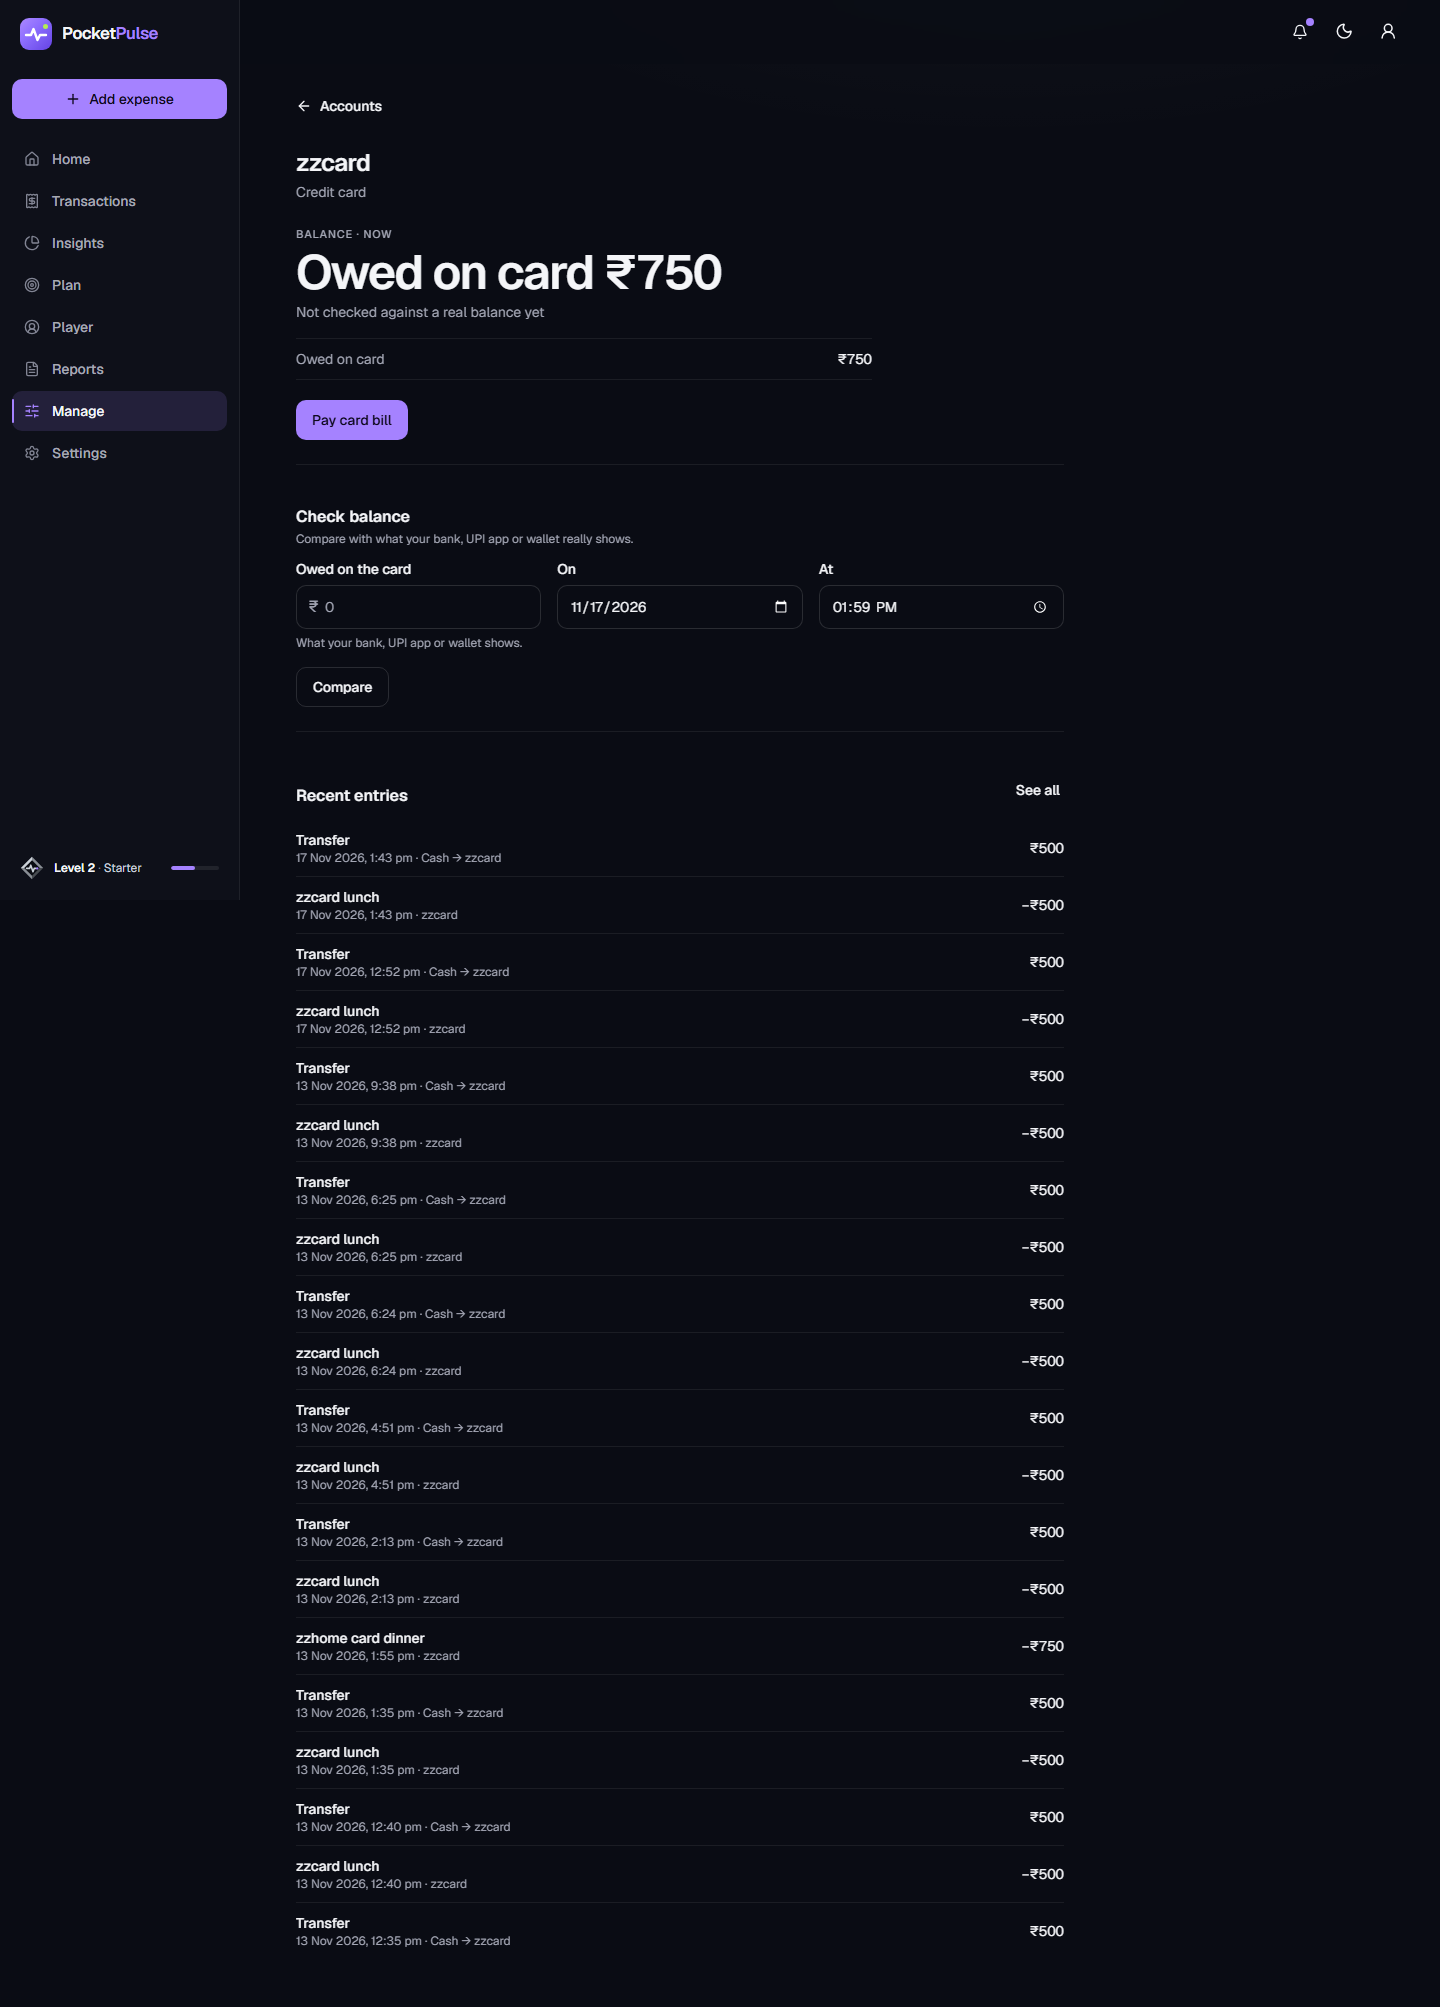 PocketPulse
Add expense
Home
Transactions
Insights
Plan
Player
Reports
Manage
Settings
Level 2 · Starter
Accounts
zzcard
Credit card
BALANCE · NOW
Owed on card ₹750
Not checked against a real balance yet
Owed on card ₹750
Pay card bill
Check balance
Compare with what your bank, UPI app or wallet really shows.
Owed on the card On At
₹ 0 11/17/2026 01:59 PM
What your bank, UPI app or wallet shows.
Compare
Recent entries See all
Transfer ₹500
17 Nov 2026, 1:43 pm · Cash → zzcard
zzcard lunch −₹500
17 Nov 2026, 1:43 pm · zzcard
Transfer ₹500
17 Nov 2026, 12:52 pm · Cash → zzcard
zzcard lunch −₹500
17 Nov 2026, 12:52 pm · zzcard
Transfer ₹500
13 Nov 2026, 9:38 pm · Cash → zzcard
zzcard lunch −₹500
13 Nov 2026, 9:38 pm · zzcard
Transfer ₹500
13 Nov 2026, 6:25 pm · Cash → zzcard
zzcard lunch −₹500
13 Nov 2026, 6:25 pm · zzcard
Transfer ₹500
13 Nov 2026, 6:24 pm · Cash → zzcard
zzcard lunch −₹500
13 Nov 2026, 6:24 pm · zzcard
Transfer ₹500
13 Nov 2026, 4:51 pm · Cash → zzcard
zzcard lunch −₹500
13 Nov 2026, 4:51 pm · zzcard
Transfer ₹500
13 Nov 2026, 2:13 pm · Cash → zzcard
zzcard lunch −₹500
13 Nov 2026, 2:13 pm · zzcard
zzhome card dinner −₹750
13 Nov 2026, 1:55 pm · zzcard
Transfer ₹500
13 Nov 2026, 1:35 pm · Cash → zzcard
zzcard lunch −₹500
13 Nov 2026, 1:35 pm · zzcard
Transfer ₹500
13 Nov 2026, 12:40 pm · Cash → zzcard
zzcard lunch −₹500
13 Nov 2026, 12:40 pm · zzcard
Transfer ₹500
13 Nov 2026, 12:35 pm · Cash → zzcard